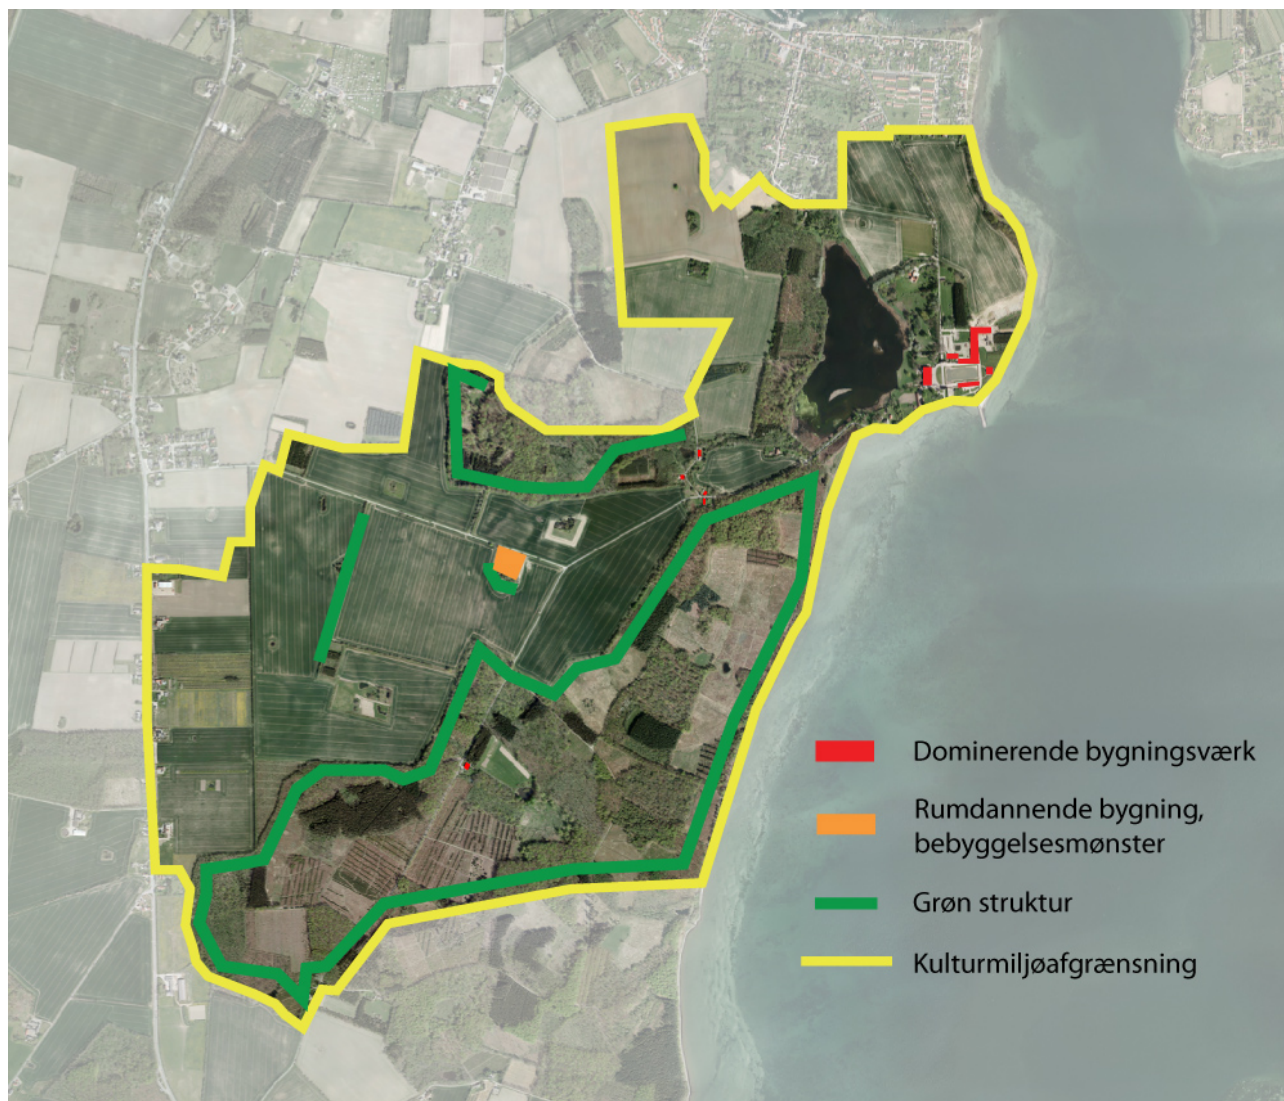 Dominerende bygningsværk
Rumdannende bygning,
bebyggelsesmønster
Grøn struktur
Kulturmiljøafgrænsning